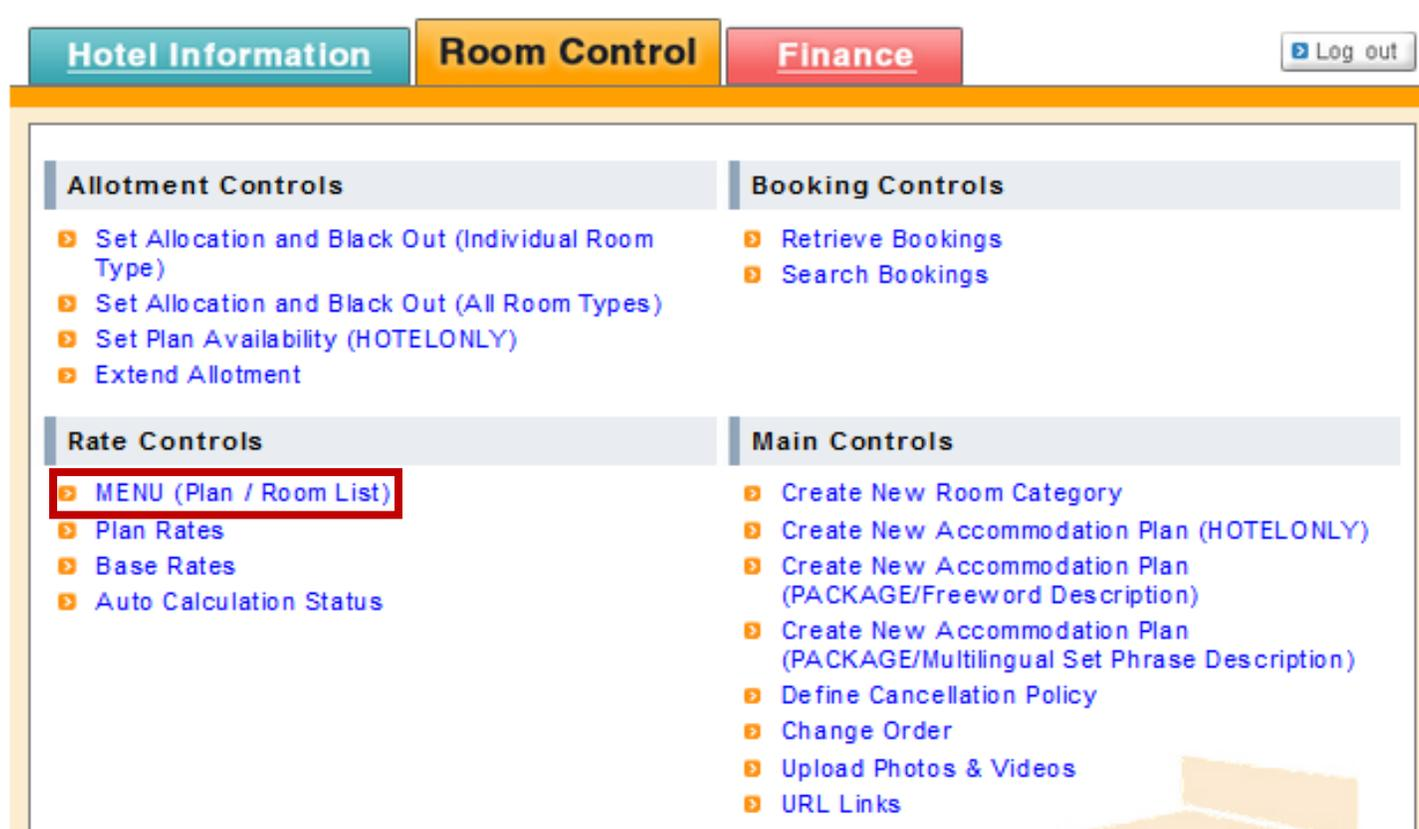 Hotel Information
Room Control
Finance
Log out
Allotment Controls
Set Allocation and Black Out (Individual Room
Type)
Set Allocation and Black Out (All Room Types)
Set Plan Availability (HOTELONLY)
Extend Allotment
Booking Controls
Retrieve Bookings
Search Bookings
Rate Controls
MENU (Plan / Room List)
Plan Rates
Base Rates
Auto Calculation Status
Main Controls
Create New Room Category
Create New Accommodation Plan (HOTELONLY)
Create New Accommodation Plan
(PACKAGE/Freeword Description)
Create New Accommodation Plan
(PACKAGE/Multilingual Set Phrase Description)
Define Cancellation Policy
Change Order
Upload Photos & Videos
URL Links